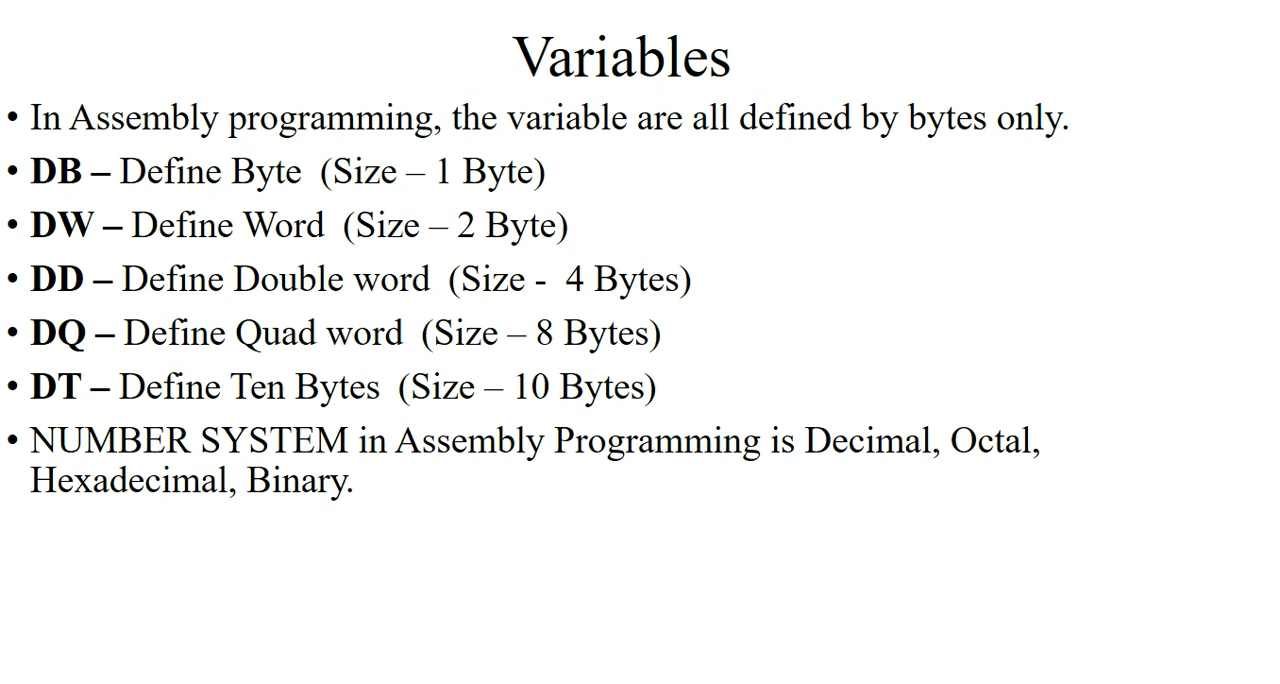 Variables
• In Assembly programming, the variable are all defined by bytes only.
• DB – Define Byte  (Size – 1 Byte)
• DW – Define Word  (Size – 2 Byte)
• DD – Define Double word  (Size -  4 Bytes)
• DQ – Define Quad word  (Size – 8 Bytes)
• DT – Define Ten Bytes  (Size – 10 Bytes)
• NUMBER SYSTEM in Assembly Programming is Decimal, Octal,
Hexadecimal, Binary.